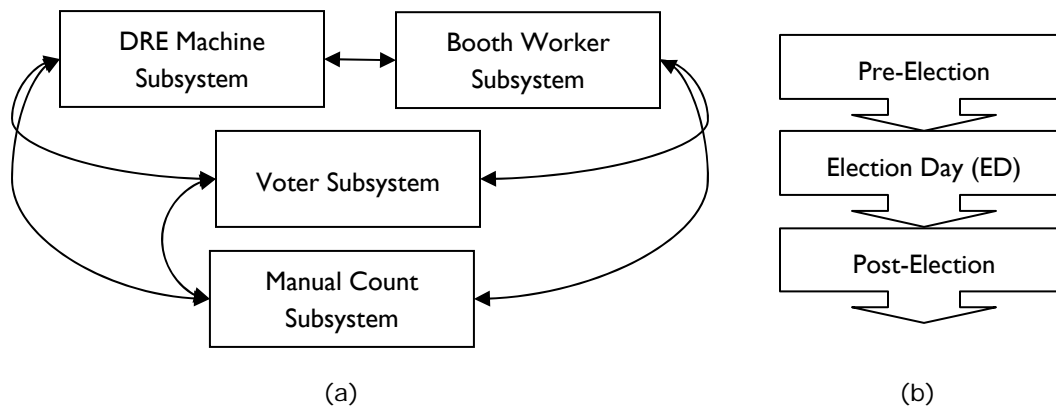 DRE Machine
Subsystem
Booth Worker
Subsystem
Voter Subsystem
Manual Count
Subsystem
(a)
Pre-Election
Election Day (ED)
Post-Election
(b)